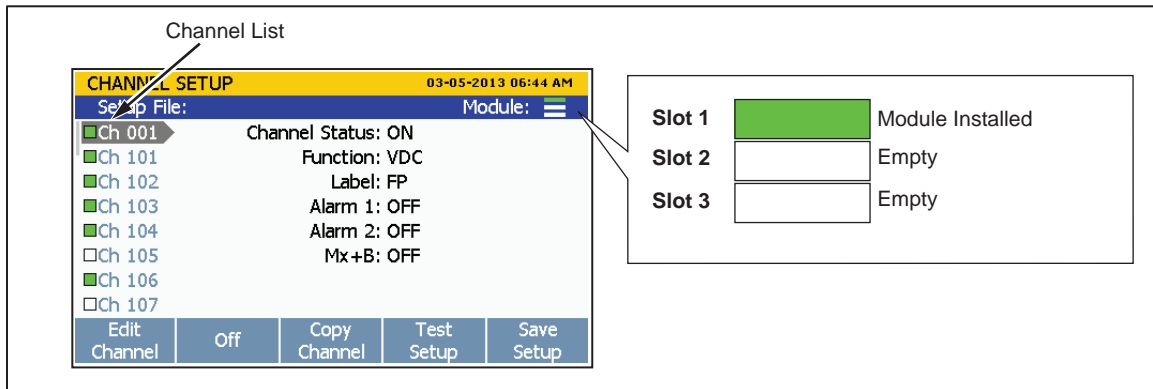 Channel List
CHANNEL SETUP 03-05-2013 06:44 AM
Setup File: Module:
Ch 001 Channel Status: ON
Ch 101 Function: VDC
Ch 102 Label: FP
Ch 103 Alarm 1: OFF
Ch 104 Alarm 2: OFF
Ch 105 Mx+B: OFF
Ch 106
Ch 107
Edit Channel Off Copy Channel Test Setup Save Setup
Slot 1 Module Installed
Slot 2 Empty
Slot 3 Empty